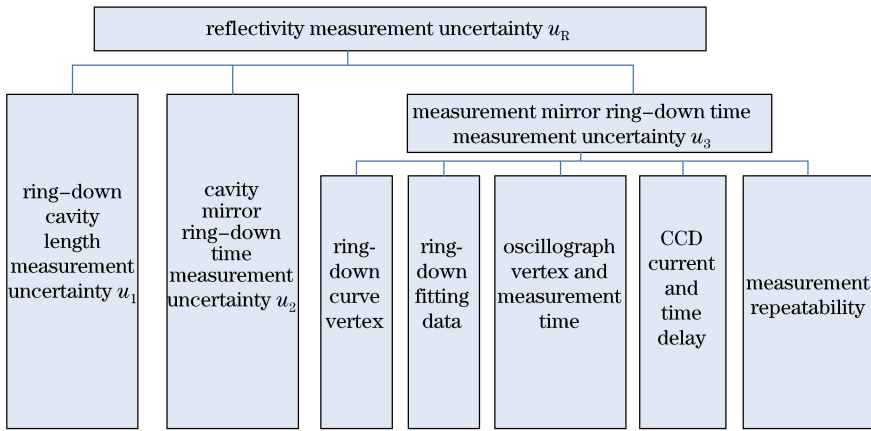 reflectivity measurement uncertainty uR
ring-down
cavity
length
measurement
uncertainty u1
cavity
mirror
ring-down
time
measurement
uncertainty u2
measurement mirror ring-down time
measurement uncertainty u3
ring-
down
curve
vertex
ring-
down
fitting
data
oscillograph
vertex and
measurement
time
CCD
current
and
time
delay
measurement
repeatability